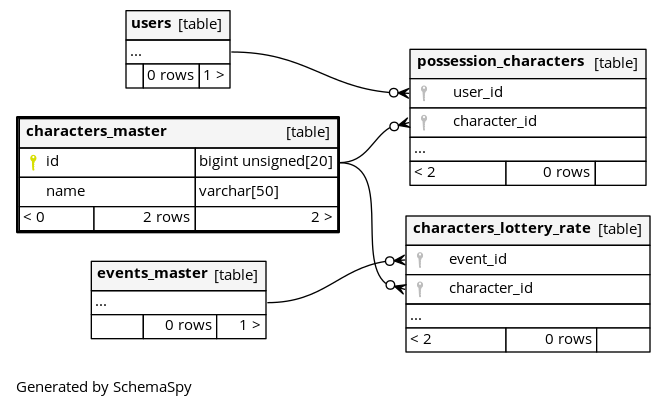 users [table]
...
0 rows 1 >
possession_characters [table]
user_id
character_id
...
< 2 0 rows
characters_master [table]
id bigint unsigned[20]
name varchar[50]
< 0 2 rows 2 >
characters_lottery_rate [table]
event_id
character_id
...
< 2 0 rows
events_master [table]
...
0 rows 1 >
Generated by SchemaSpy